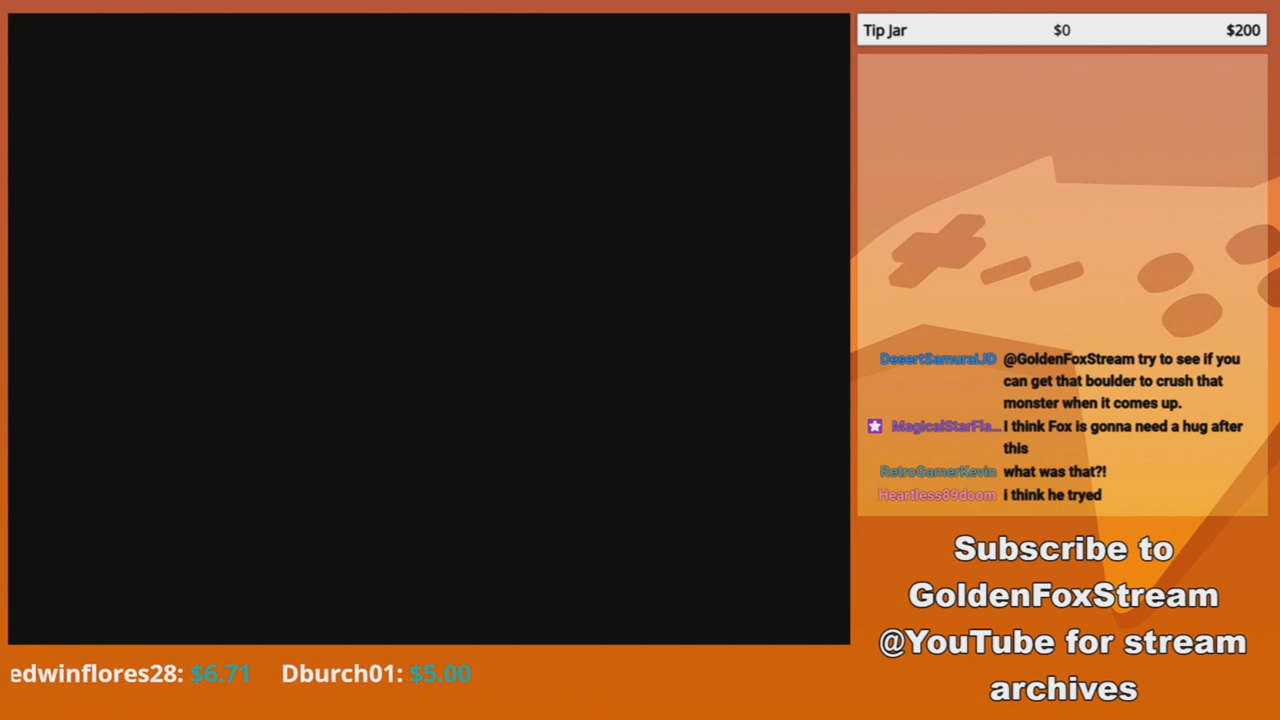 Tip Jar $0 $200
DesertSamuraiJD @GoldenFoxStream try to see if you
can get that boulder to crush that
monster when it comes up.
MagicalStarFla... I think Fox is gonna need a hug after
this
RetroGamerKevin what was that?!
Heartless89doom i think he tryed
Subscribe to
GoldenFoxStream
@YouTube for stream
archives
edwinflores28: $6.71 Dburch01: $5.00